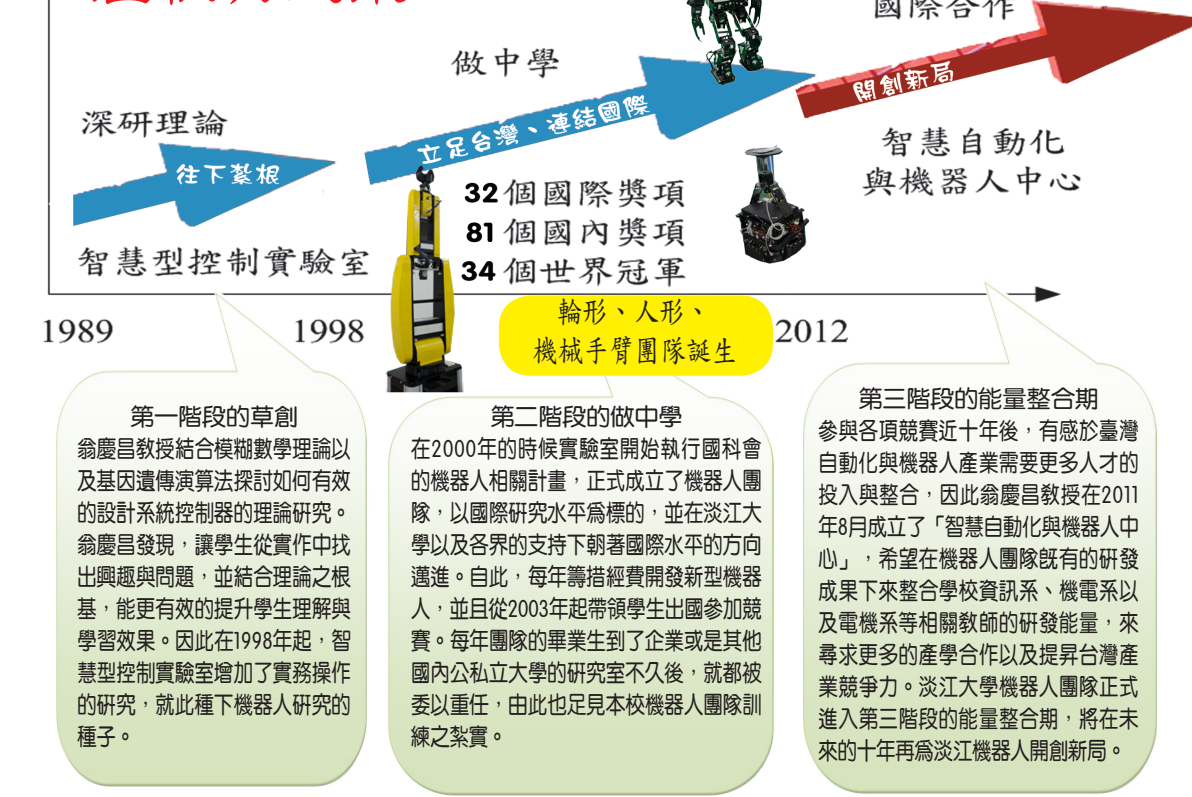 國際合作
做中學
開創新局
深研理論
立足台灣、連結國際
智慧自動化
與機器人中心
往下紮根
32個國際獎項
81個國內獎項
34個世界冠軍
智慧型控制實驗室
輪形、人形、
機械手臂團隊誕生
1989
1998
2012
第一階段的草創
翁慶昌教授結合模糊數學理論以
及基因遺傳演算法探討如何有效
的設計系統控制器的理論研究。
翁慶昌發現，讓學生從實作中找
出興趣與問題，並結合理論之根
基，能更有效的提升學生理解與
學習效果。因此在1998年起，智
慧型控制實驗室增加了實務操作
的研究，就此種下機器人研究的
種子。
第二階段的做中學
在2000年的時候實驗室開始執行國科會
的機器人相關計畫，正式成立了機器人團
隊，以國際研究水平為標的，並在淡江大
學以及各界的支持下朝著國際水平的方向
邁進。自此，每年籌措經費開發新型機器
人，並且從2003年起帶領學生出國參加競
賽。每年團隊的畢業生到了企業或是其他
國內公私立大學的研究室不久後，就都被
委以重任，由此也足見本校機器人團隊訓
練之紮實。
第三階段的能量整合期
參與各項競賽近十年後，有感於臺灣
自動化與機器人產業需要更多人才的
投入與整合，因此翁慶昌教授在2011
年8月成立了「智慧自動化與機器人中
心」，希望在機器人團隊既有的研發
成果下來整合學校資訊系、機電系以
及電機系等相關教師的研發能量，來
尋求更多的產學合作以及提昇台灣產
業競爭力。淡江大學機器人團隊正式
進入第三階段的能量整合期，將在未
來的十年再為淡江機器人開創新局。